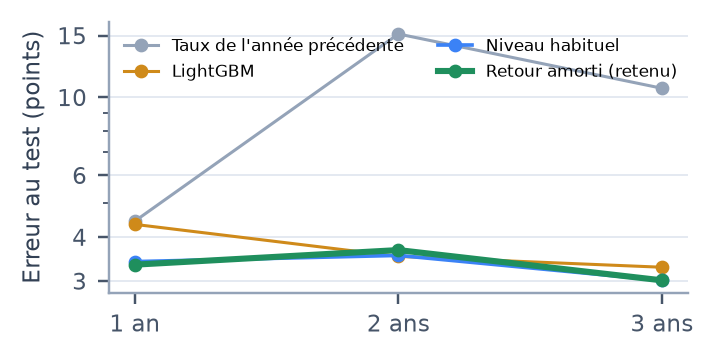 Erreur au test (points)
15
10
6
4
3
Taux de l'année précédente
LightGBM
Niveau habituel
Retour amorti (retenu)
1 an
2 ans
3 ans